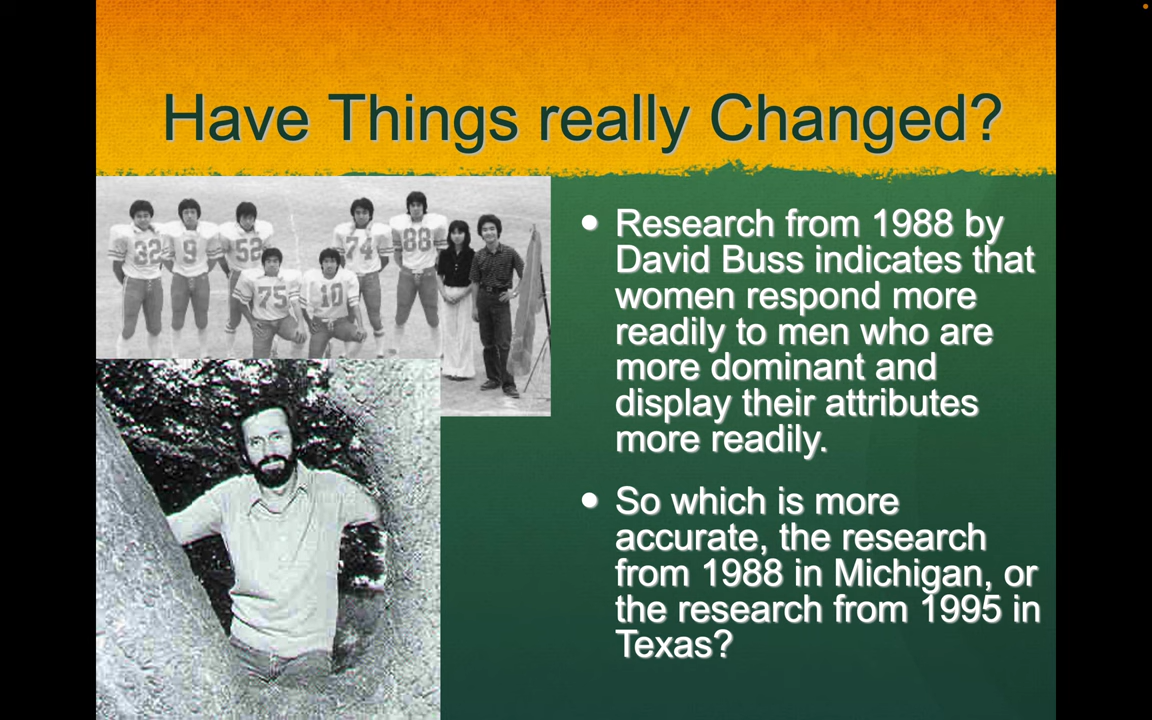 Have Things really Changed?
32 9 52 74 88
75 10
• Research from 1988 by
David Buss indicates that
women respond more
readily to men who are
more dominant and
display their attributes
more readily.
• So which is more
accurate, the research
from 1988 in Michigan, or
the research from 1995 in
Texas?